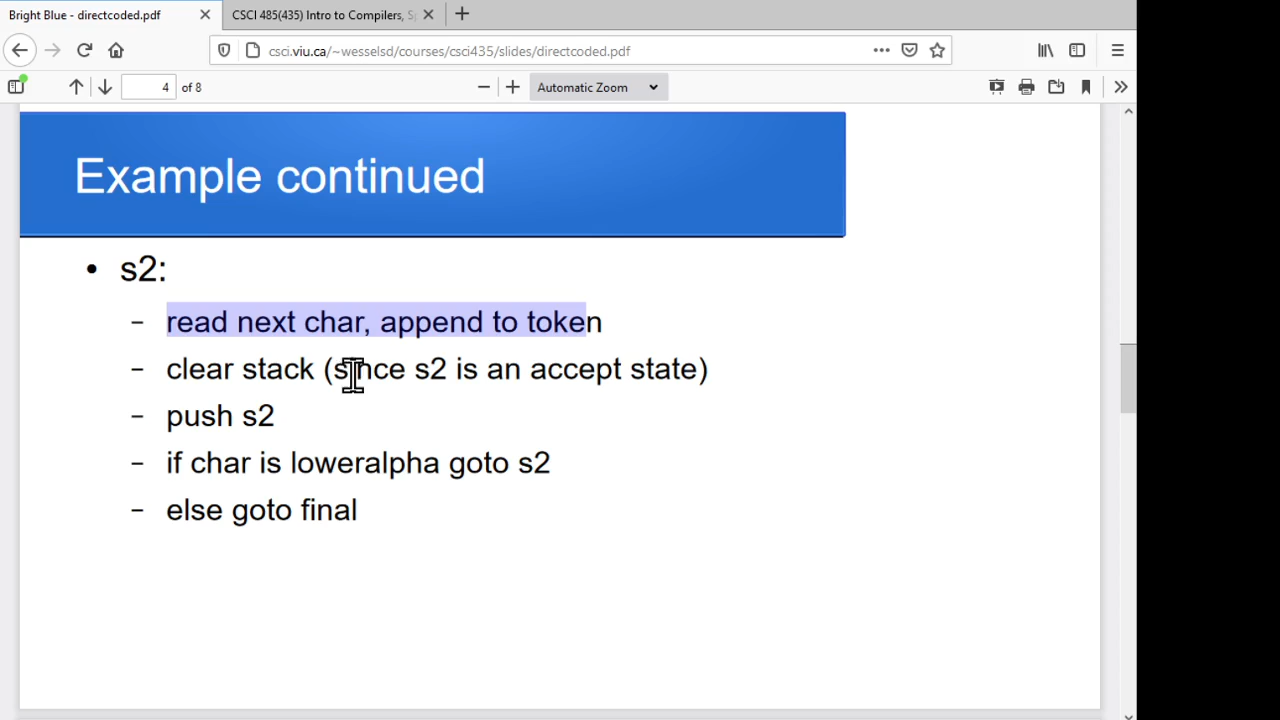 Bright Blue - directcoded.pdf
CSCI 485(435) Intro to Compilers, S
csci.viu.ca/~wesselsd/courses/csci435/slides/directcoded.pdf
4 of 8
Automatic Zoom
Example continued
• s2:
– read next char, append to token
– clear stack (since s2 is an accept state)
– push s2
– if char is loweralpha goto s2
– else goto final